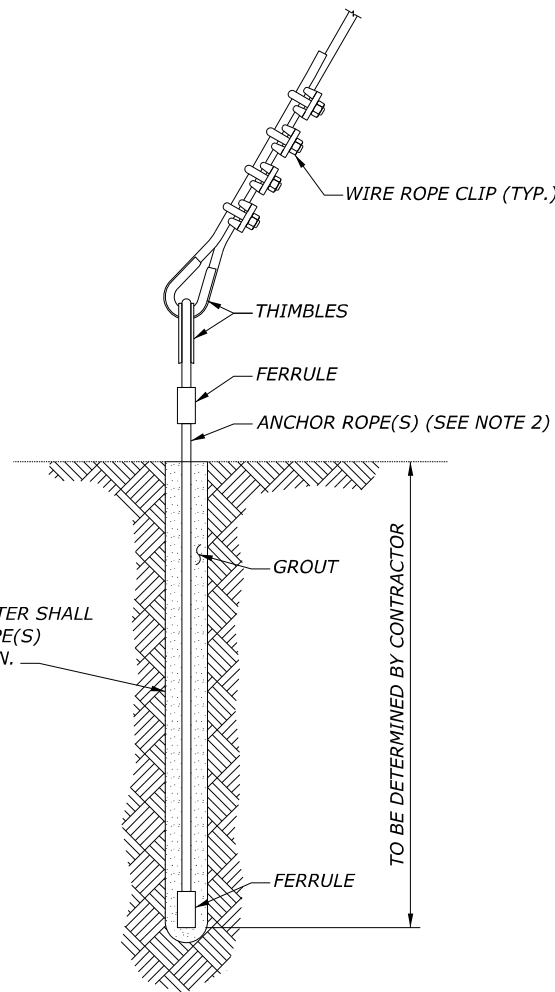 WIRE ROPE CLIP (TYP.)
THIMBLES
FERRULE
ANCHOR ROPE(S) (SEE NOTE 2)
GROUT
TER SHALL
PE(S)
N.
TO BE DETERMINED BY CONTRACTOR
FERRULE